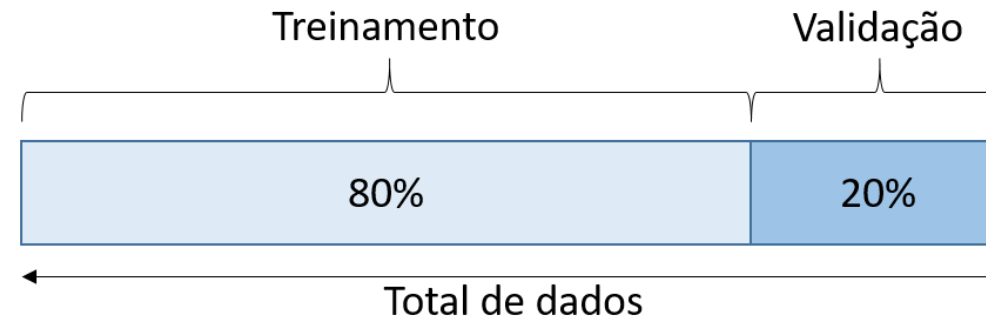 Treinamento
Validação
80%
20%
Total de dados